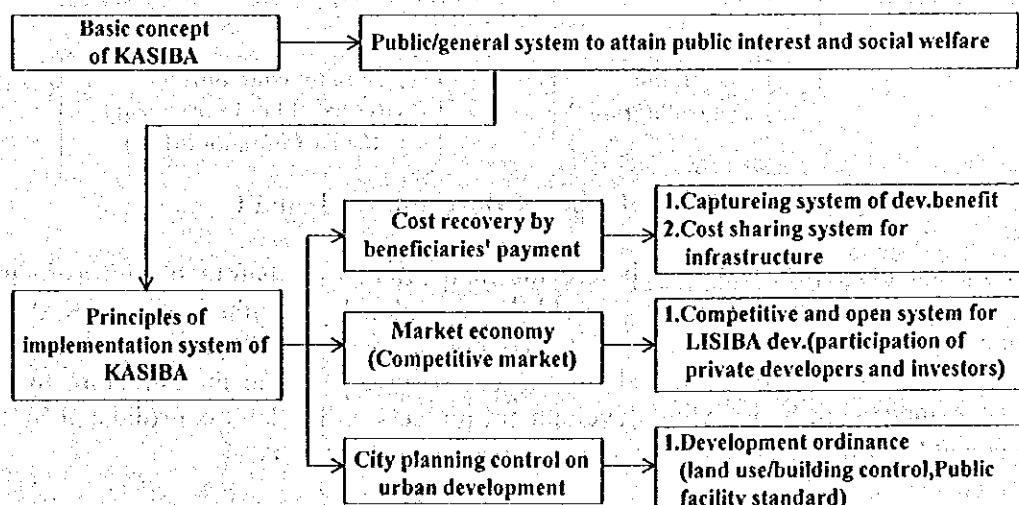 Basic concept
of KASIBA
Public/general system to attain public interest and social welfare
Cost recovery by
beneficiaries' payment
1.Captureing system of dev.benefit
2.Cost sharing system for
infrastructure
Principles of
implementation system of
KASIBA
Market economy
(Competitive market)
1.Competitive and open system for
LISIBA dev.(participation of
private developers and investors)
City planning control on
urban development
1.Development ordinance
(land use/building control,Public
facility standard)